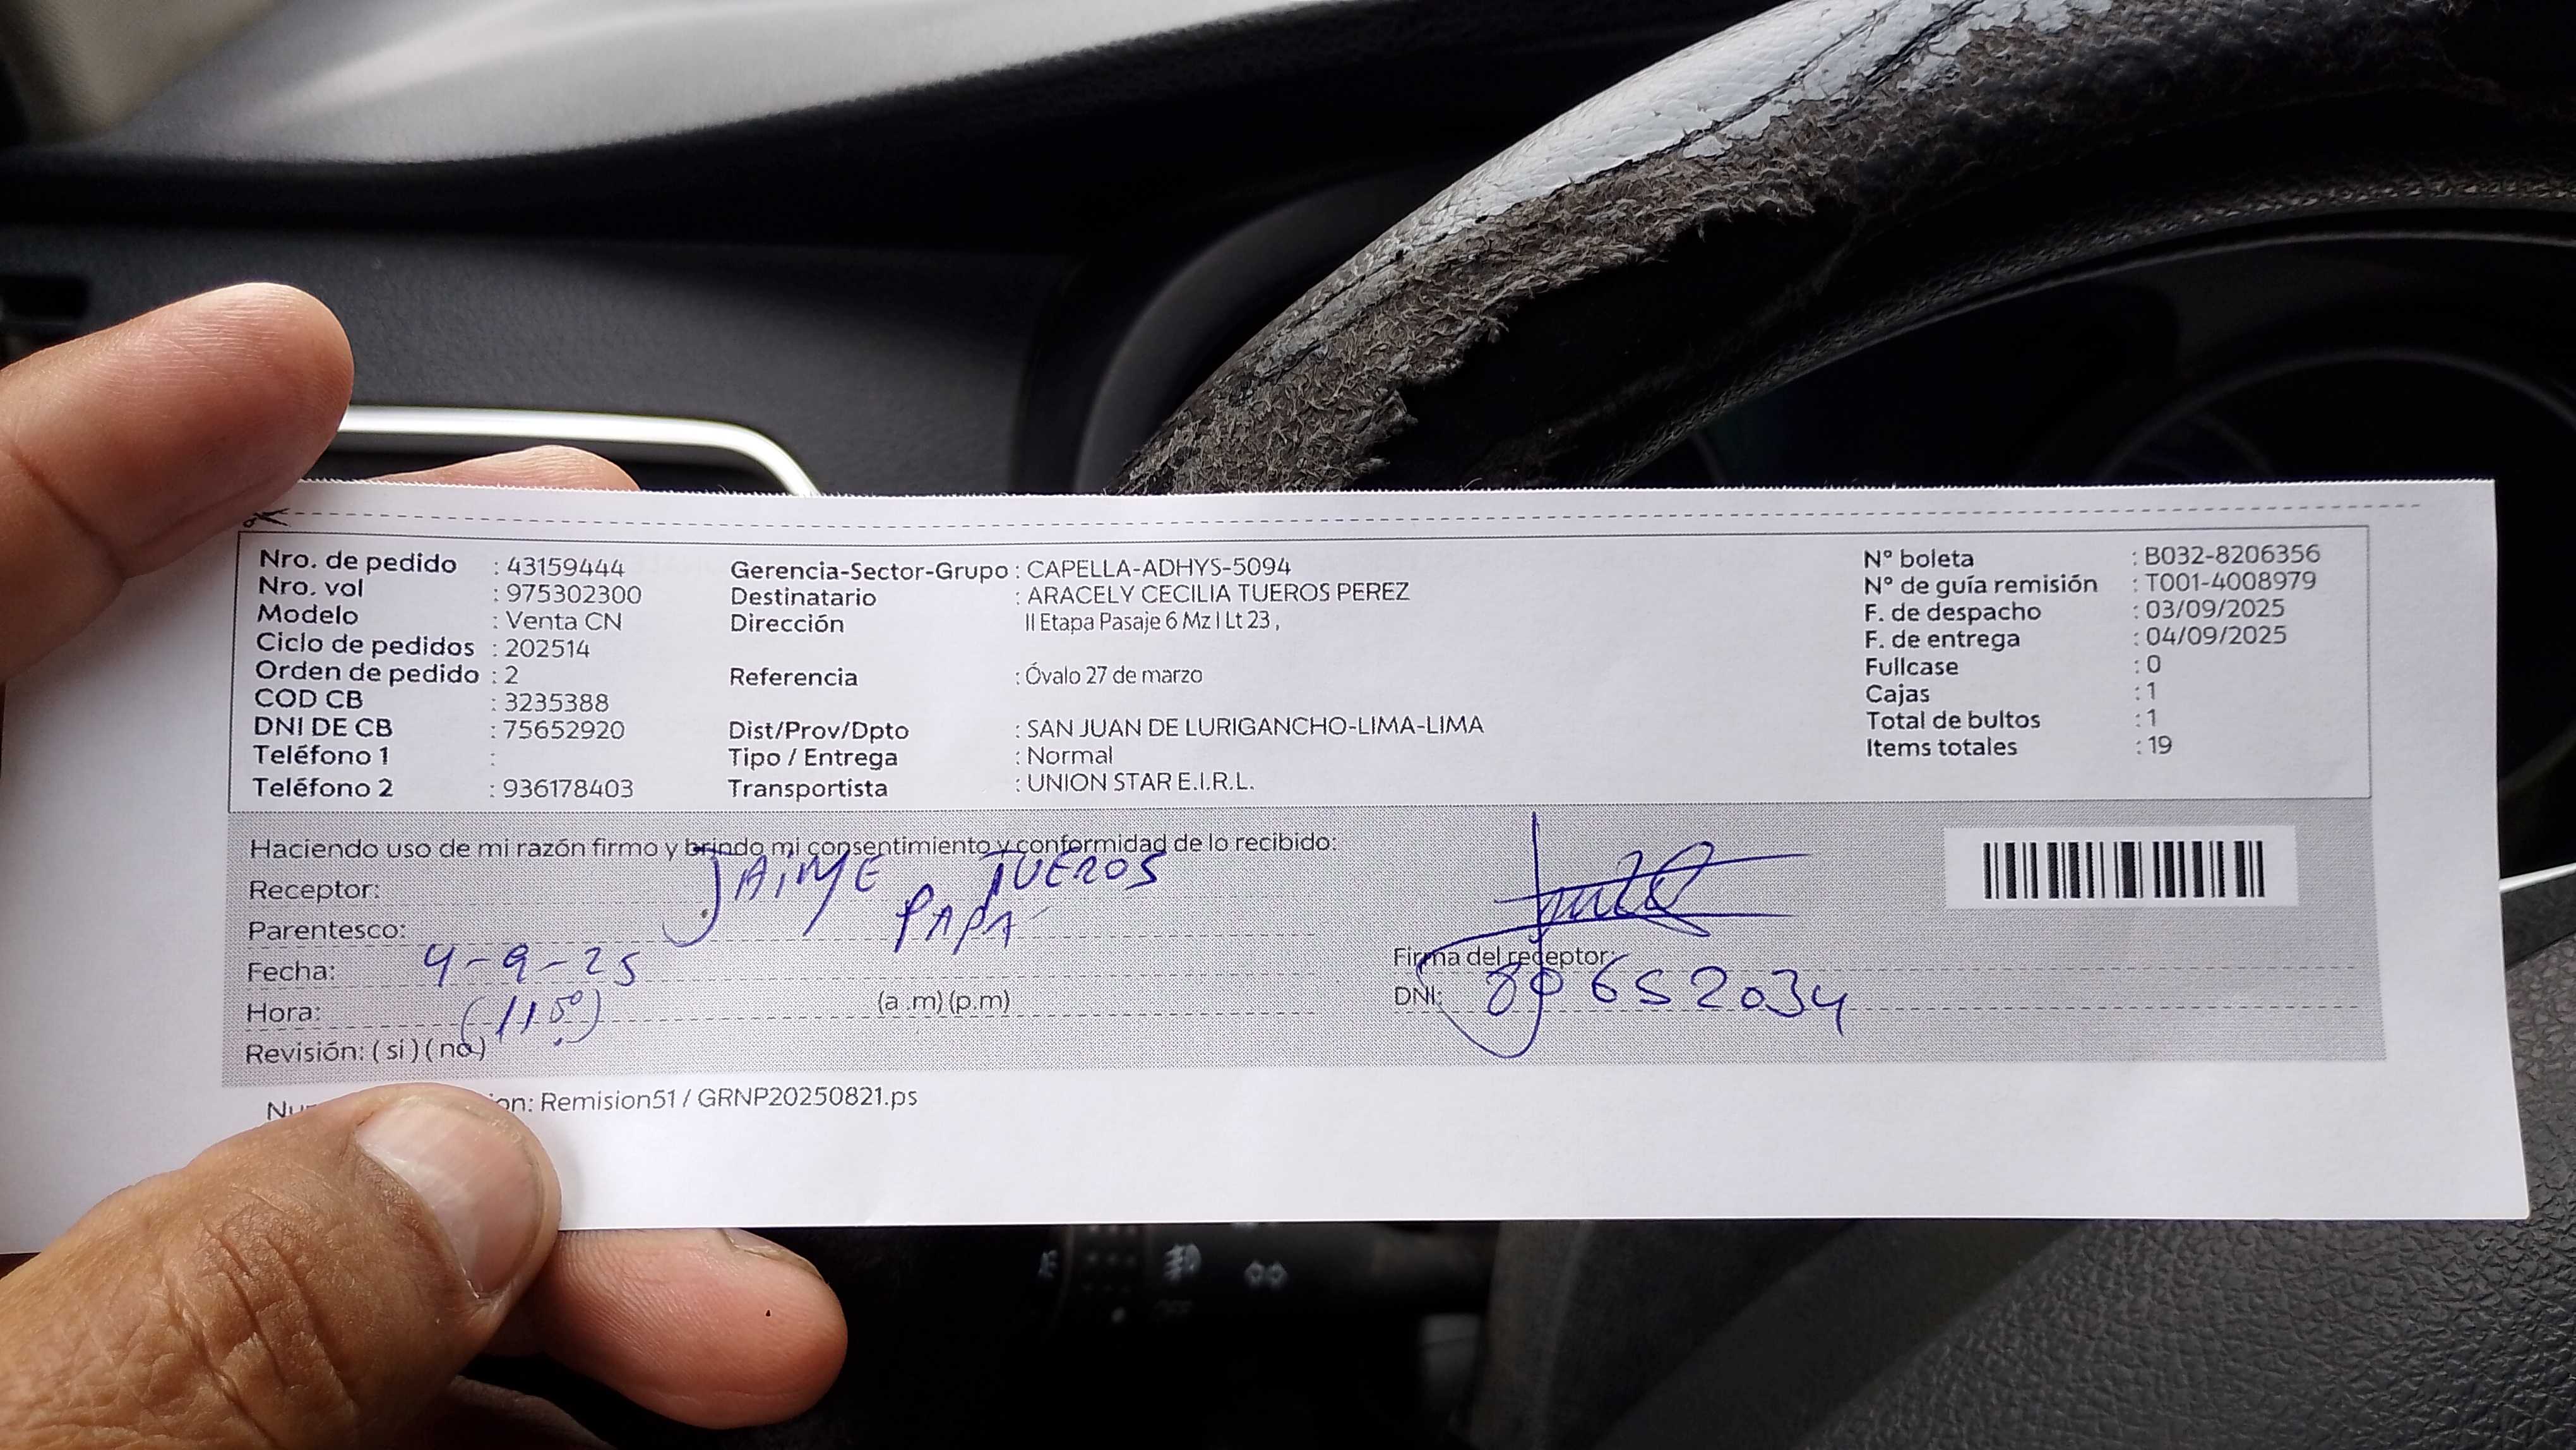 Nro. de pedido : 43159444
Nro. vol : 975302300
Modelo : Venta CN
Ciclo de pedidos : 202514
Orden de pedido : 2
COD CB : 3235388
DNI DE CB : 75652920
Teléfono 1 :
Teléfono 2 : 936178403
Gerencia-Sector-Grupo : CAPELLA-ADHYS-5094
Destinatario : ARACELY CECILIA TUEROS PEREZ
Dirección II Etapa Pasaje 6 Mz I Lt 23 ,
Referencia : Óvalo 27 de marzo
Dist/Prov/Dpto : SAN JUAN DE LURIGANCHO-LIMA-LIMA
Tipo / Entrega : Normal
Transportista : UNION STAR E.I.R.L.
N° boleta : B032-8206356
N° de guía remisión : T001-4008979
F. de despacho : 03/09/2025
F. de entrega : 04/09/2025
Fullcase : 0
Cajas : 1
Total de bultos : 1
Items totales : 19
Haciendo uso de mi razón firmo y brindo mi consentimiento y conformidad de lo recibido:
Receptor: JAIME TUEROS
Parentesco: PAPA
Fecha: 4-9-25
Hora: (1150) (a .m) (p.m)
Revisión: ( si ) ( no )
Firma del receptor:
DNI: 80652034
Remision51 / GRNP20250821.ps